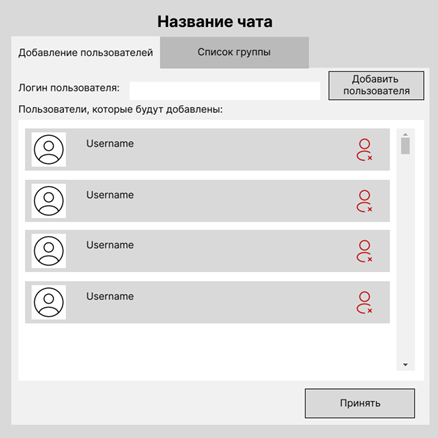 Название чата
Добавление пользователей
Список группы
Логин пользователя:
Добавить
пользователя
Пользователи, которые будут добавлены:
Username
Username
Username
Username
Принять